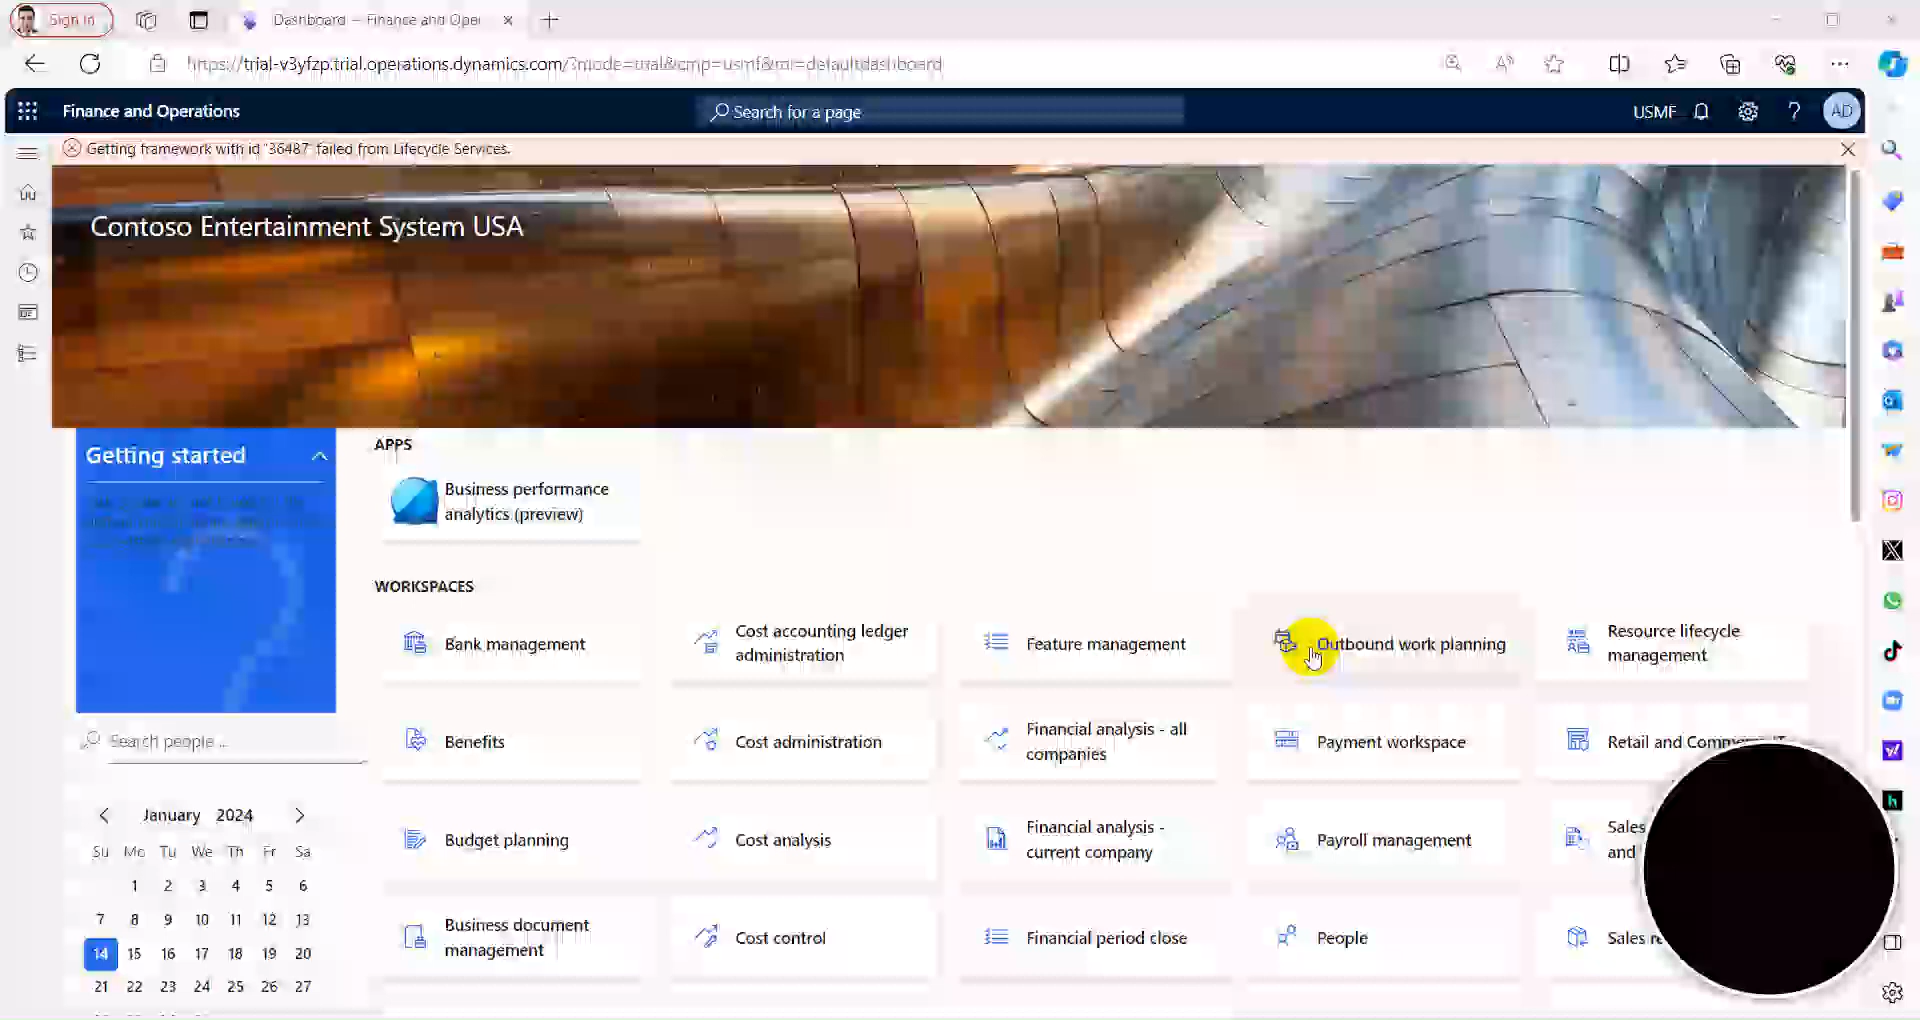 Sign in
Dashboard -- Finance and Oper
https://trial-v3yfzp.trial.operations.dynamics.com/?mode=trial&cmp=usmf&mi=defaultdashboard
Finance and Operations
Search for a page
USMF
?
AD
Getting framework with id '36487' failed from Lifecycle Services.
Contoso Entertainment System USA
Getting started
APPS
Business performance
analytics (preview)
WORKSPACES
Bank management
Cost accounting ledger
administration
Feature management
Outbound work planning
Resource lifecycle
management
Benefits
Cost administration
Financial analysis - all
companies
Payment workspace
Retail and Comm
Budget planning
Cost analysis
Financial analysis -
current company
Payroll management
Sales
and
Business document
management
Cost control
Financial period close
People
Sales re
Search people ...
January 2024
Su Mo Tu We Th Fr Sa
1 2 3 4 5 6
7 8 9 10 11 12 13
14 15 16 17 18 19 20
21 22 23 24 25 26 27